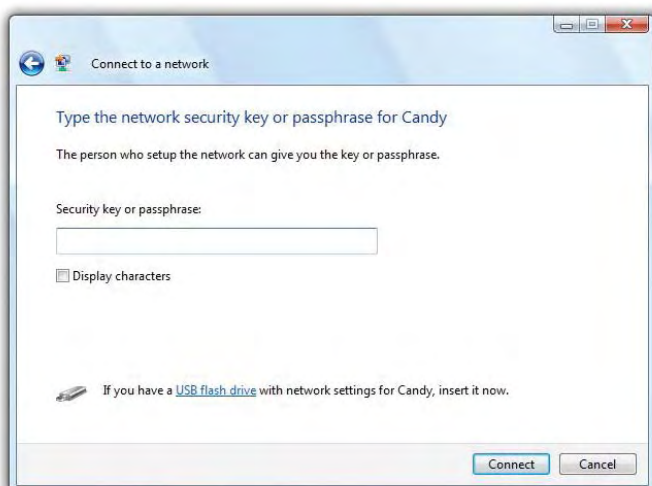 Connect to a network
Type the network security key or passphrase for Candy
The person who setup the network can give you the key or passphrase.
Security key or passphrase:
Display characters
If you have a USB flash drive with network settings for Candy, insert it now.
Connect Cancel